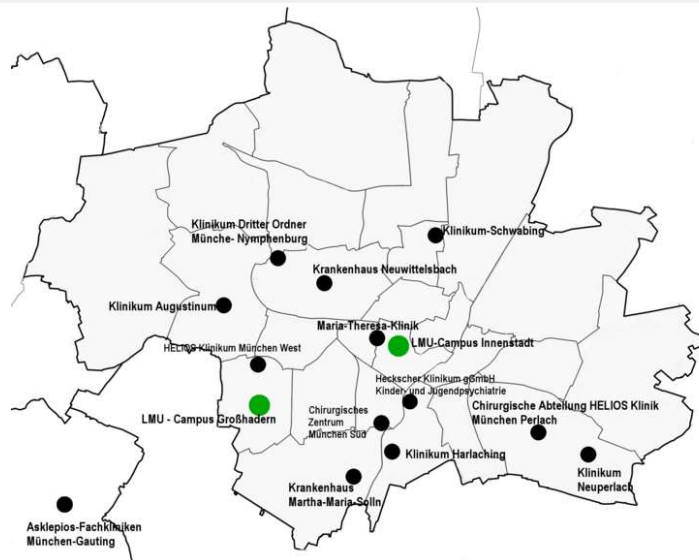 Klinikum Dritter Ordner
Münche- Nymphenburg
Klinikum-Schwabing
Krankenhaus Neuwittelsbach
Klinikum Augustinum
Maria-Theresa-Klinik
LMU-Campus Innenstadt
HELIOS Klinikum München West
Heckscher Klinikum gGmbH
Kinder- und Jugendpsychiatrie
LMU - Campus Großhadern
Chirurgisches
Zentrum
München Süd
Chirurgische Abteilung HELIOS Klinik
München Perlach
Klinikum Harlaching
Klinikum
Neuperlach
Krankenhaus
Martha-Maria-Solln
Asklepios-Fachkliniken
München-Gauting